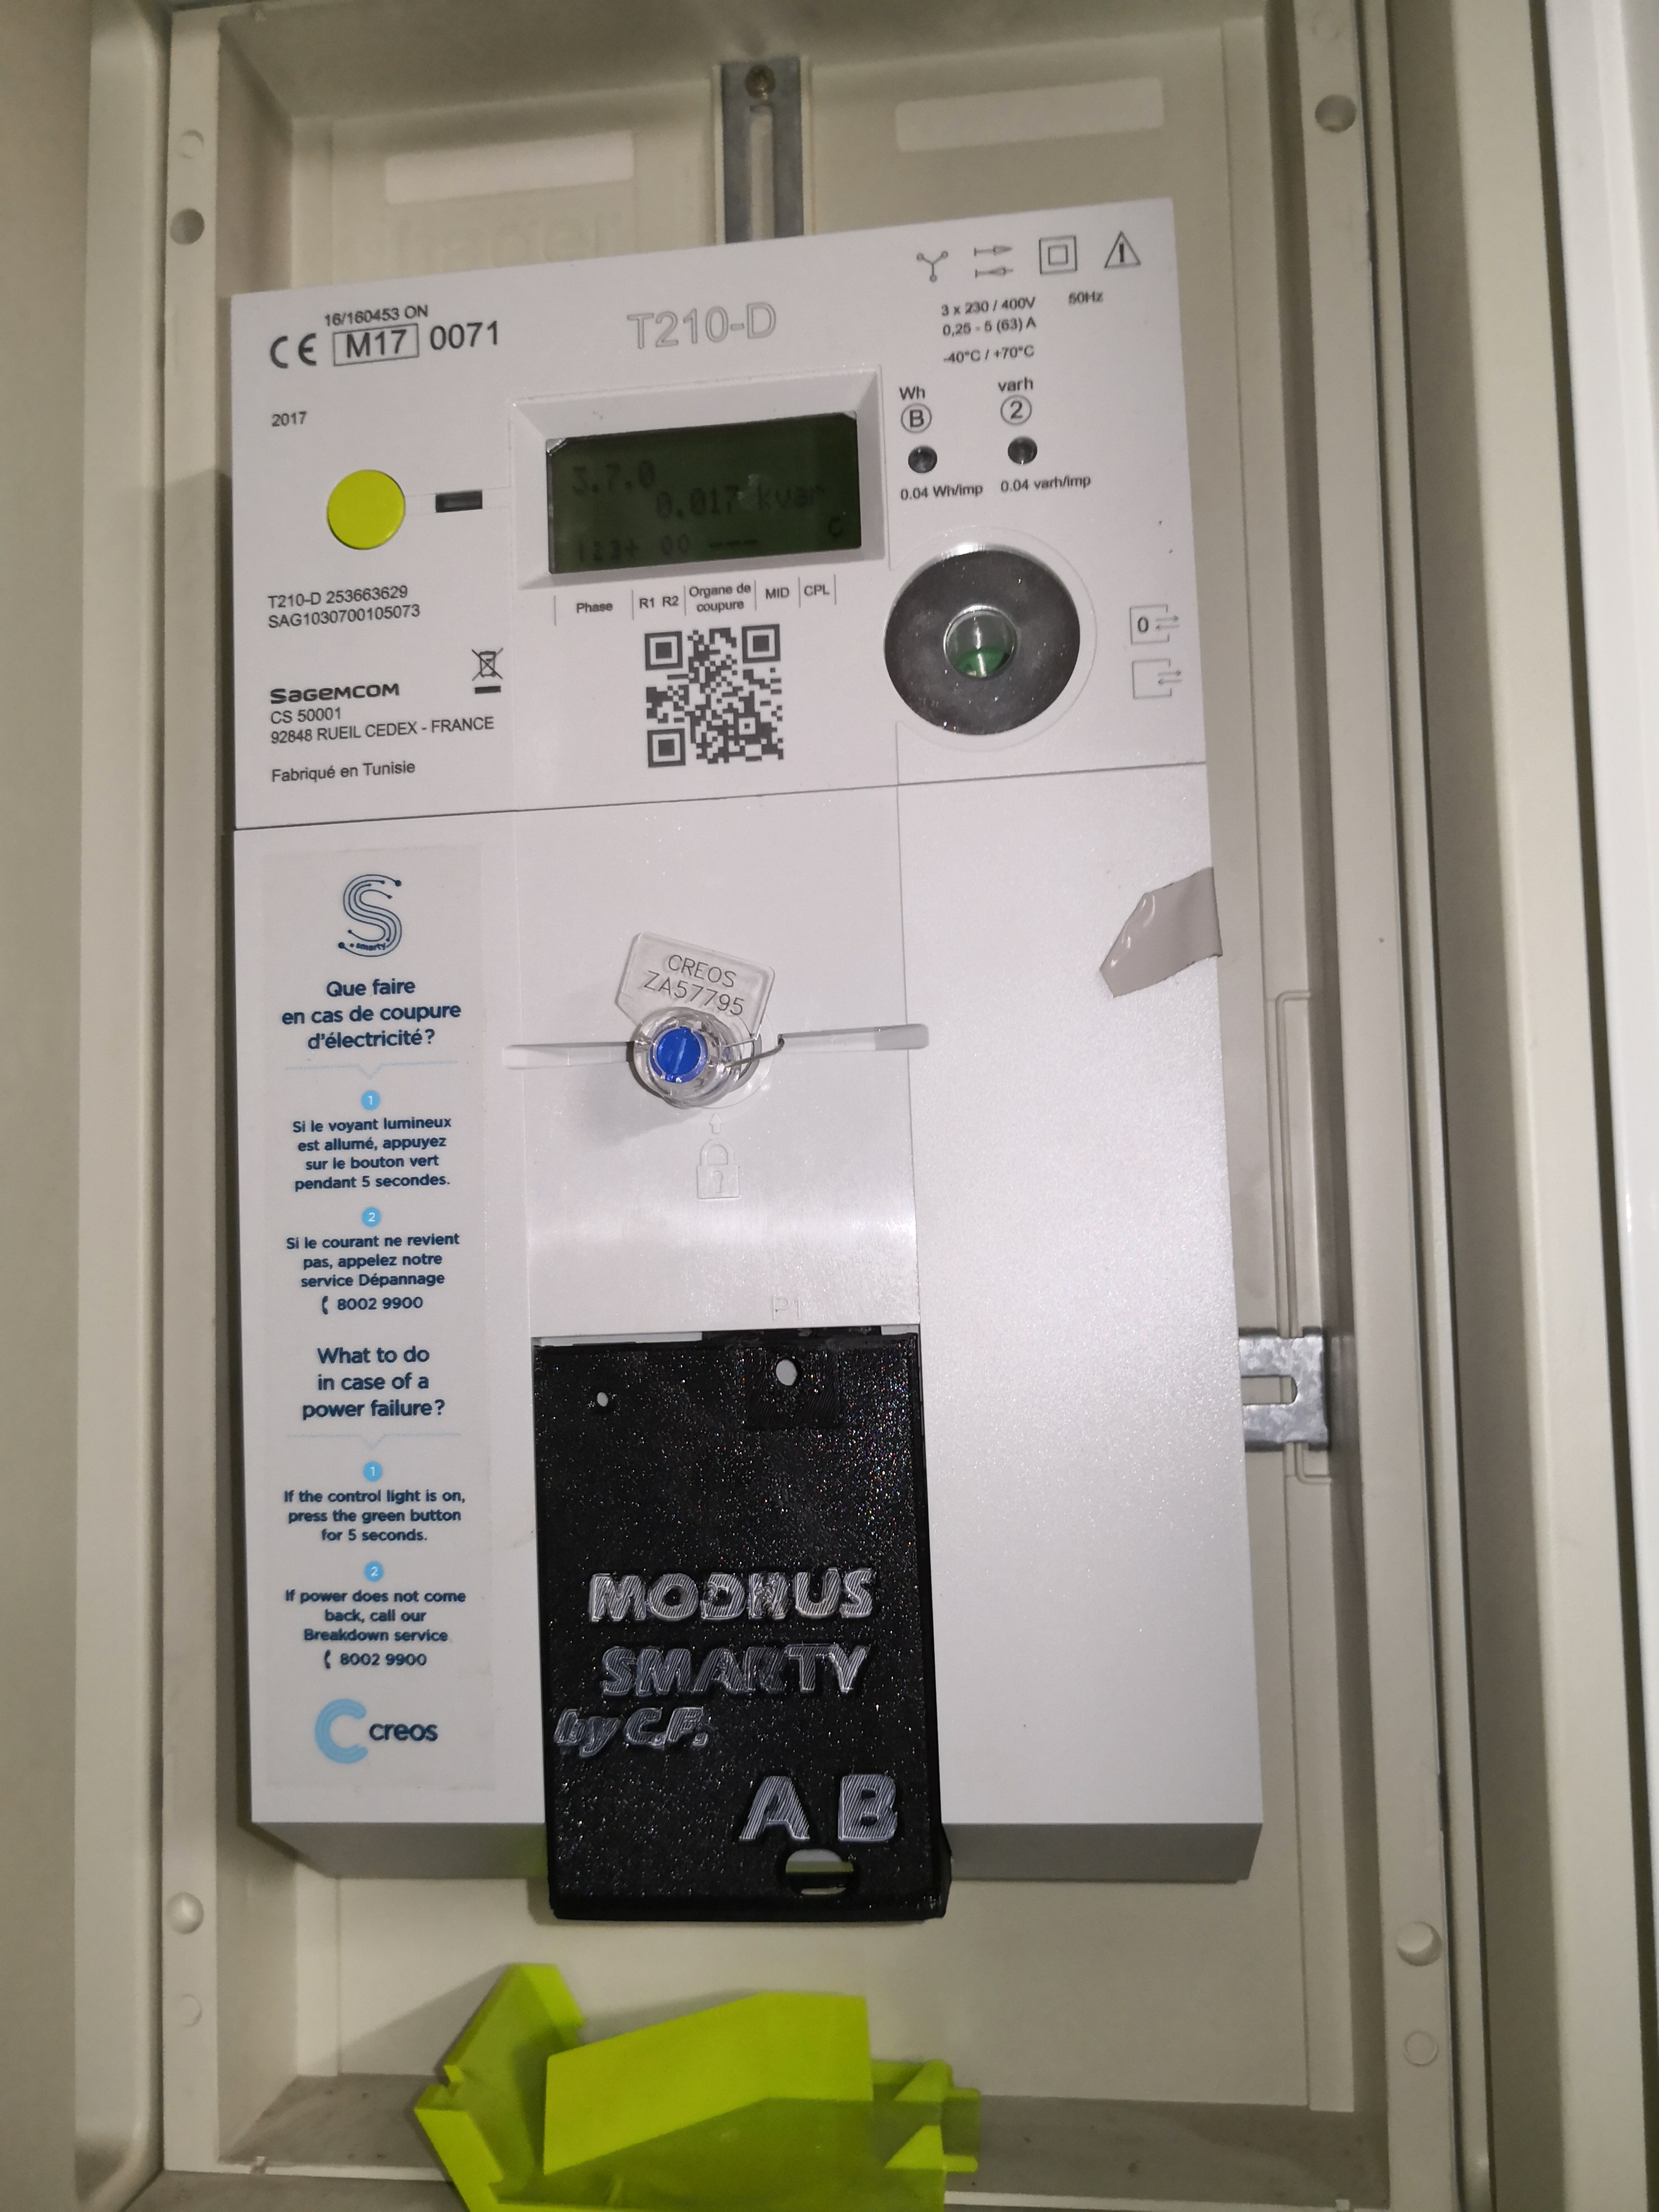 16/160453 ON
CE M17 0071
2017
T210-D
3 x 230 / 400V 50Hz
0,25 - 5 (63) A
-40°C / +70°C
Wh varh
B 2
0.04 Wh/imp 0.04 varh/imp
3.7.0
0.017 kvar
123+ 00 ---
C
Phase R1 R2 Organe de coupure MID CPL
T210-D 253663629
SAG1030700105073
SAGEMCOM
CS 50001
92848 RUEIL CEDEX - FRANCE
Fabriqué en Tunisie
0
smarty
Que faire
en cas de coupure
d'électricité?
1
Si le voyant lumineux
est allumé, appuyez
sur le bouton vert
pendant 5 secondes.
2
Si le courant ne revient
pas, appelez notre
service Dépannage
8002 9900
What to do
in case of a
power failure?
1
If the control light is on,
press the green button
for 5 seconds.
2
If power does not come
back, call our
Breakdown service
8002 9900
creos
CREOS
ZA57795
P1
MODBUS
SMARTY
by C.F.
A B